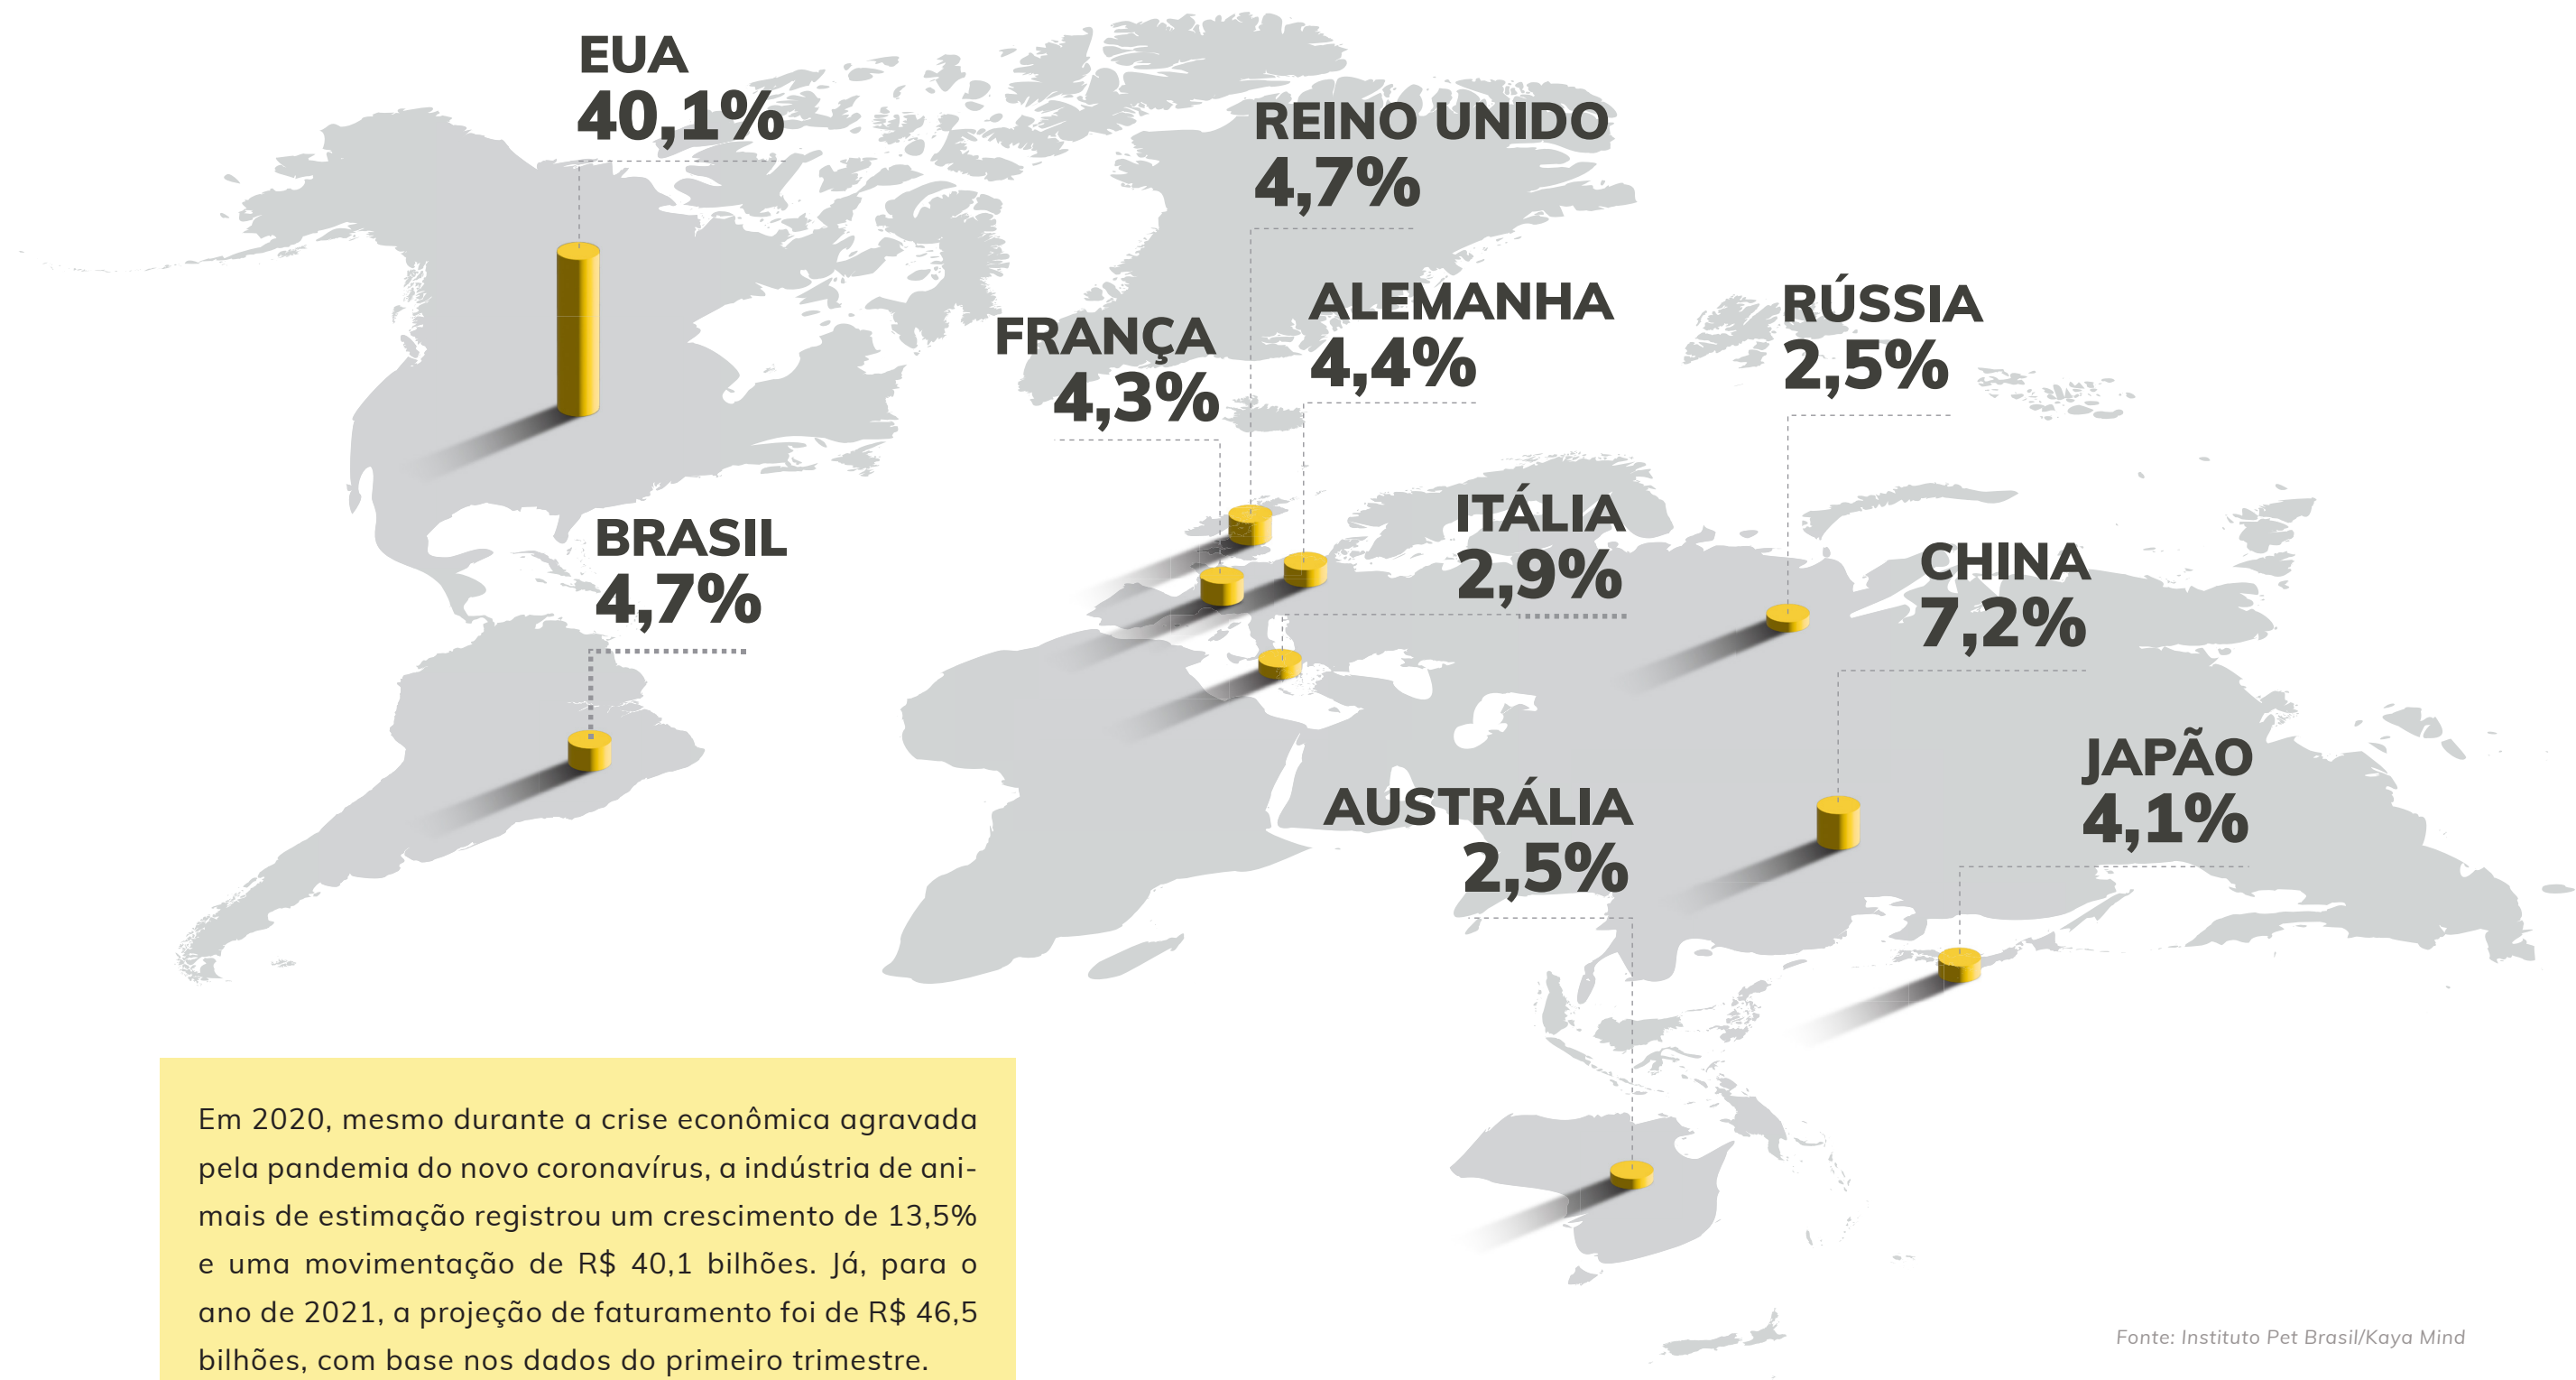 EUA
40,1%
REINO UNIDO
4,7%
ALEMANHA
4,4%
FRANÇA
4,3%
RÚSSIA
2,5%
ITÁLIA
2,9%
BRASIL
4,7%
CHINA
7,2%
JAPÃO
4,1%
AUSTRÁLIA
2,5%
Em 2020, mesmo durante a crise econômica agravada
pela pandemia do novo coronavírus, a indústria de ani-
mais de estimação registrou um crescimento de 13,5%
e uma movimentação de R$ 40,1 bilhões. Já, para o
ano de 2021, a projeção de faturamento foi de R$ 46,5
bilhões, com base nos dados do primeiro trimestre.
Fonte: Instituto Pet Brasil/Kaya Mind